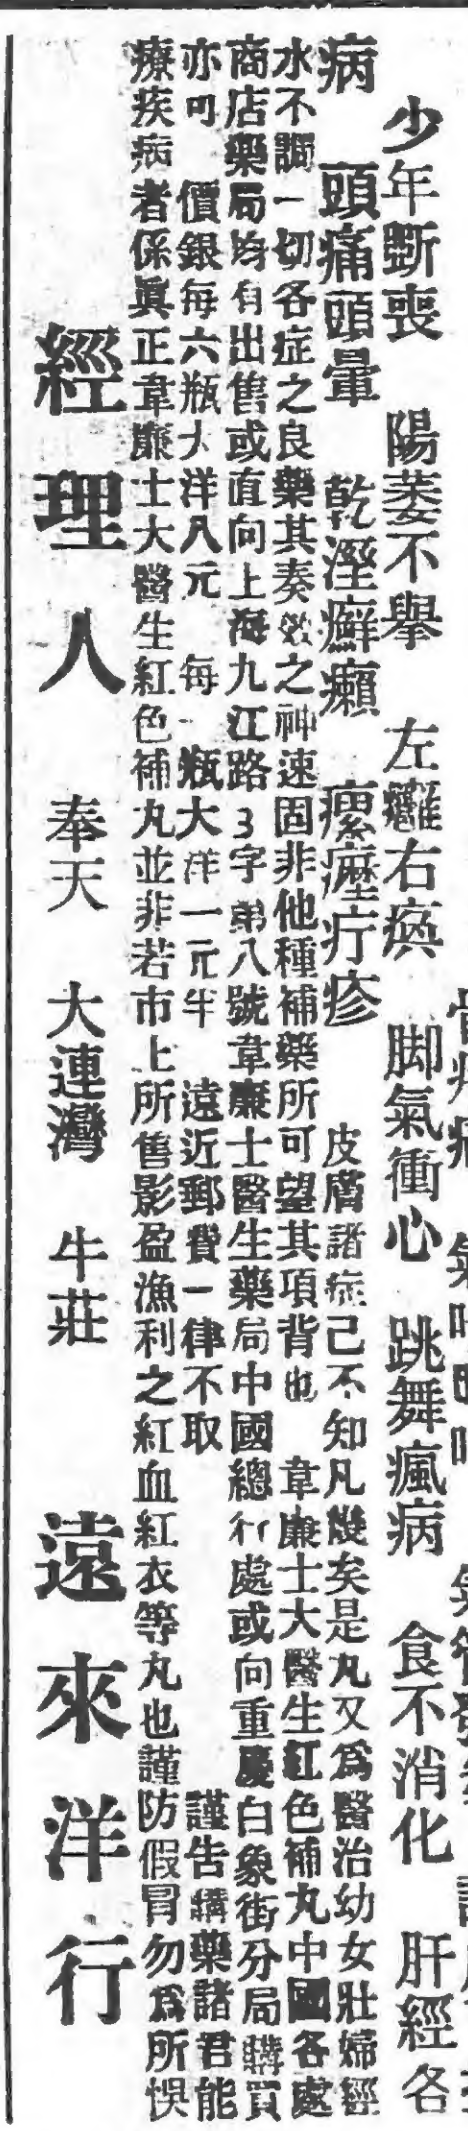 少年斲喪 陽萎不舉 左癱右瘓 脚氣衝心 跳舞瘋病 食不消化 肝經各
病 頭痛頭暈 乾溼癬癩 瘰癧疔疹 皮膚諸症已不知凡幾矣是丸又爲醫治幼女壯婦經
水不調一切各症之良藥其奏效之神速固非他種補藥所可望其項背也 韋廉士大醫生紅色補丸中國各處
商店藥局均有出售或直向上海九江路3字第八號韋廉士醫生藥局中國總行處或向重慶白象街分局購買
亦可 價銀每六瓶大洋八元 每一瓶大洋一元半 遠近郵費一律不取 謹告購藥諸君能
療疾病者係眞正韋廉士大醫生紅色補丸並非若市上所售影射漁利之紅血紅衣等丸也謹防假冒勿爲所悞
經理人 奉天 大連灣 牛莊 遠來洋行